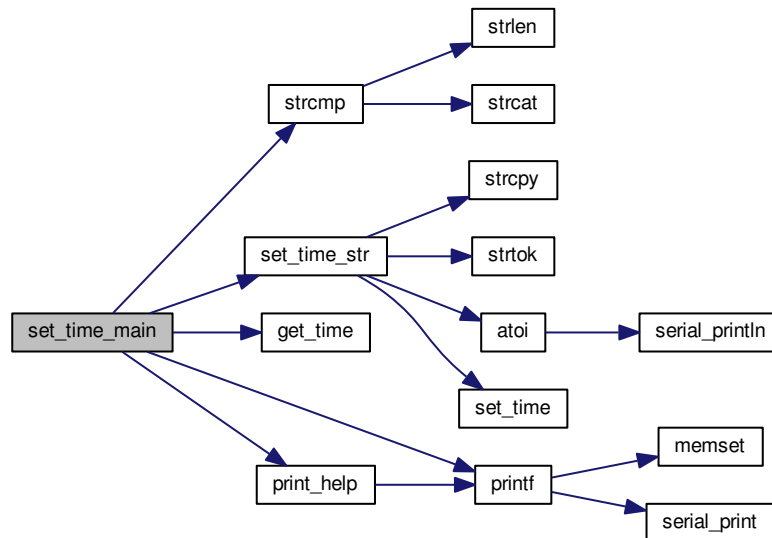 strlen
strcmp
strcat
strcpy
set_time_str
strtok
set_time_main
get_time
atoi
serial_println
set_time
memset
print_help
printf
serial_print